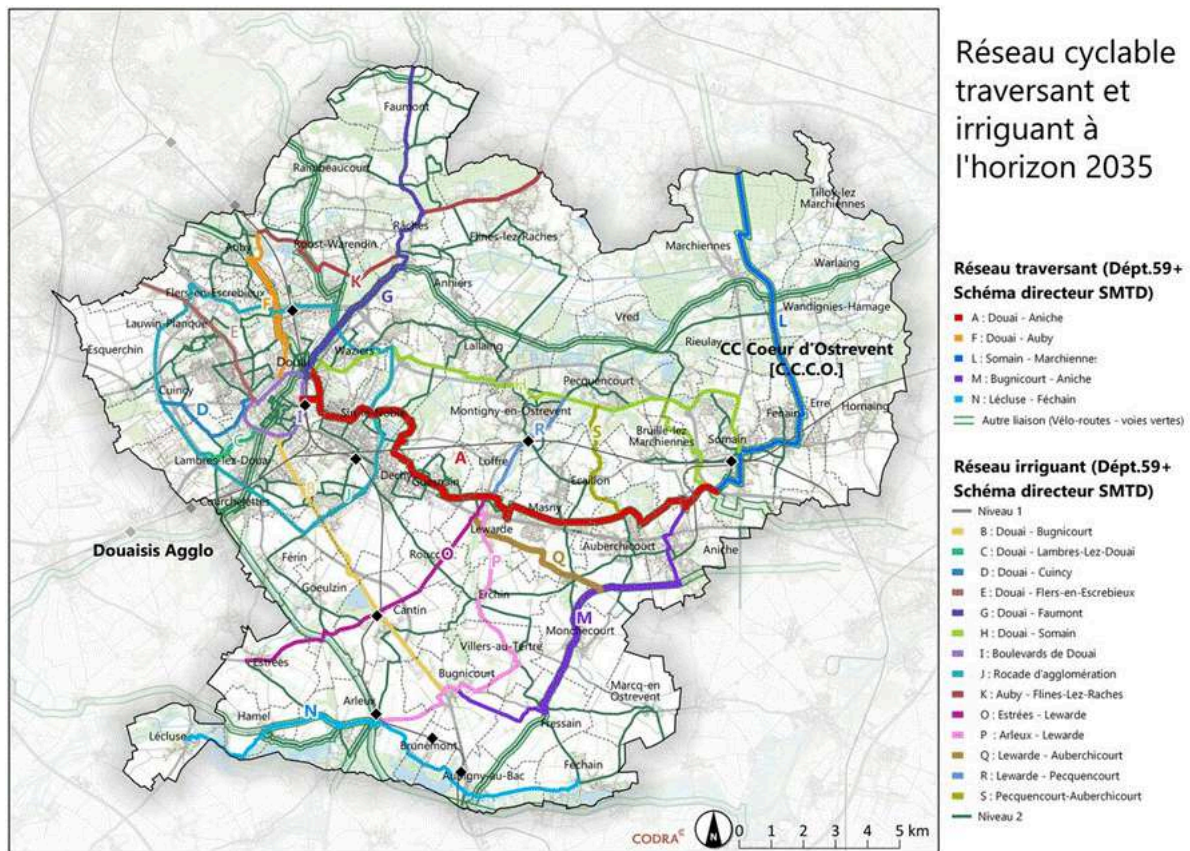 Réseau cyclable
traversant et
irriguant à
l'horizon 2035
Réseau traversant (Dépt.59+
Schéma directeur SMTD)
A : Douai - Aniche
F : Douai - Auby
L : Somain - Marchiennes
M : Bugnicourt - Aniche
N : Lécluse - Féchain
Autre liaison (Vélo-routes - voies vertes)
Réseau irriguant (Dépt.59+
Schéma directeur SMTD)
Niveau 1
B : Douai - Bugnicourt
C : Douai - Lambres-Lez-Douai
D : Douai - Cuincy
E : Douai - Flers-en-Escrebieux
G : Douai - Faumont
H : Douai - Somain
I : Boulevards de Douai
J : Rocade d'agglomération
K : Auby - Flines-Lez-Raches
O : Estrées - Lewarde
P : Arleux - Lewarde
Q : Lewarde - Auberchicourt
R : Lewarde - Pecquencourt
S : Pecquencourt-Auberchicourt
Niveau 2
Faumont
Raimbeaucourt
Tilloy-lez
Marchiennes
Râches
Roost-Warendin
Flines-lez-Raches
Auby
Marchiennes
Warlaing
K
Flers-en-Escrebieux
G
Anhiers
F
Wandignies-Hamage
Lauwin-Planque
E
Vred
L
Esquerchin
Waziers
Lallaing
Rieulay
CC Coeur d'Ostrevent
[C.C.C.O.]
Douai
Pecquencourt
H
Cuincy
D
Montigny-en-Ostrevent
Erre
Hornaing
Fenain
I
Sin-le-Noble
R
S
Bruille-lez
Marchiennes
Somain
C
Lambres-lez-Douai
A
Loffre
Dechy
Guesnain
Ecaillon
B
J
Courchelettes
Masny
Lewarde
Auberchicourt
Aniche
Douaisis Agglo
Férin
O
Q
P
Goeulzin
Erchin
Cantin
M
Monchecourt
Villers-au-Tertre
Estrées
Bugnicourt
Marcq-en
Ostrevent
Arleux
Hamel
N
Fressain
Lécluse
Brunemont
Féchain
Aubigny-au-Bac
CODRA
N
0 1 2 3 4 5 km